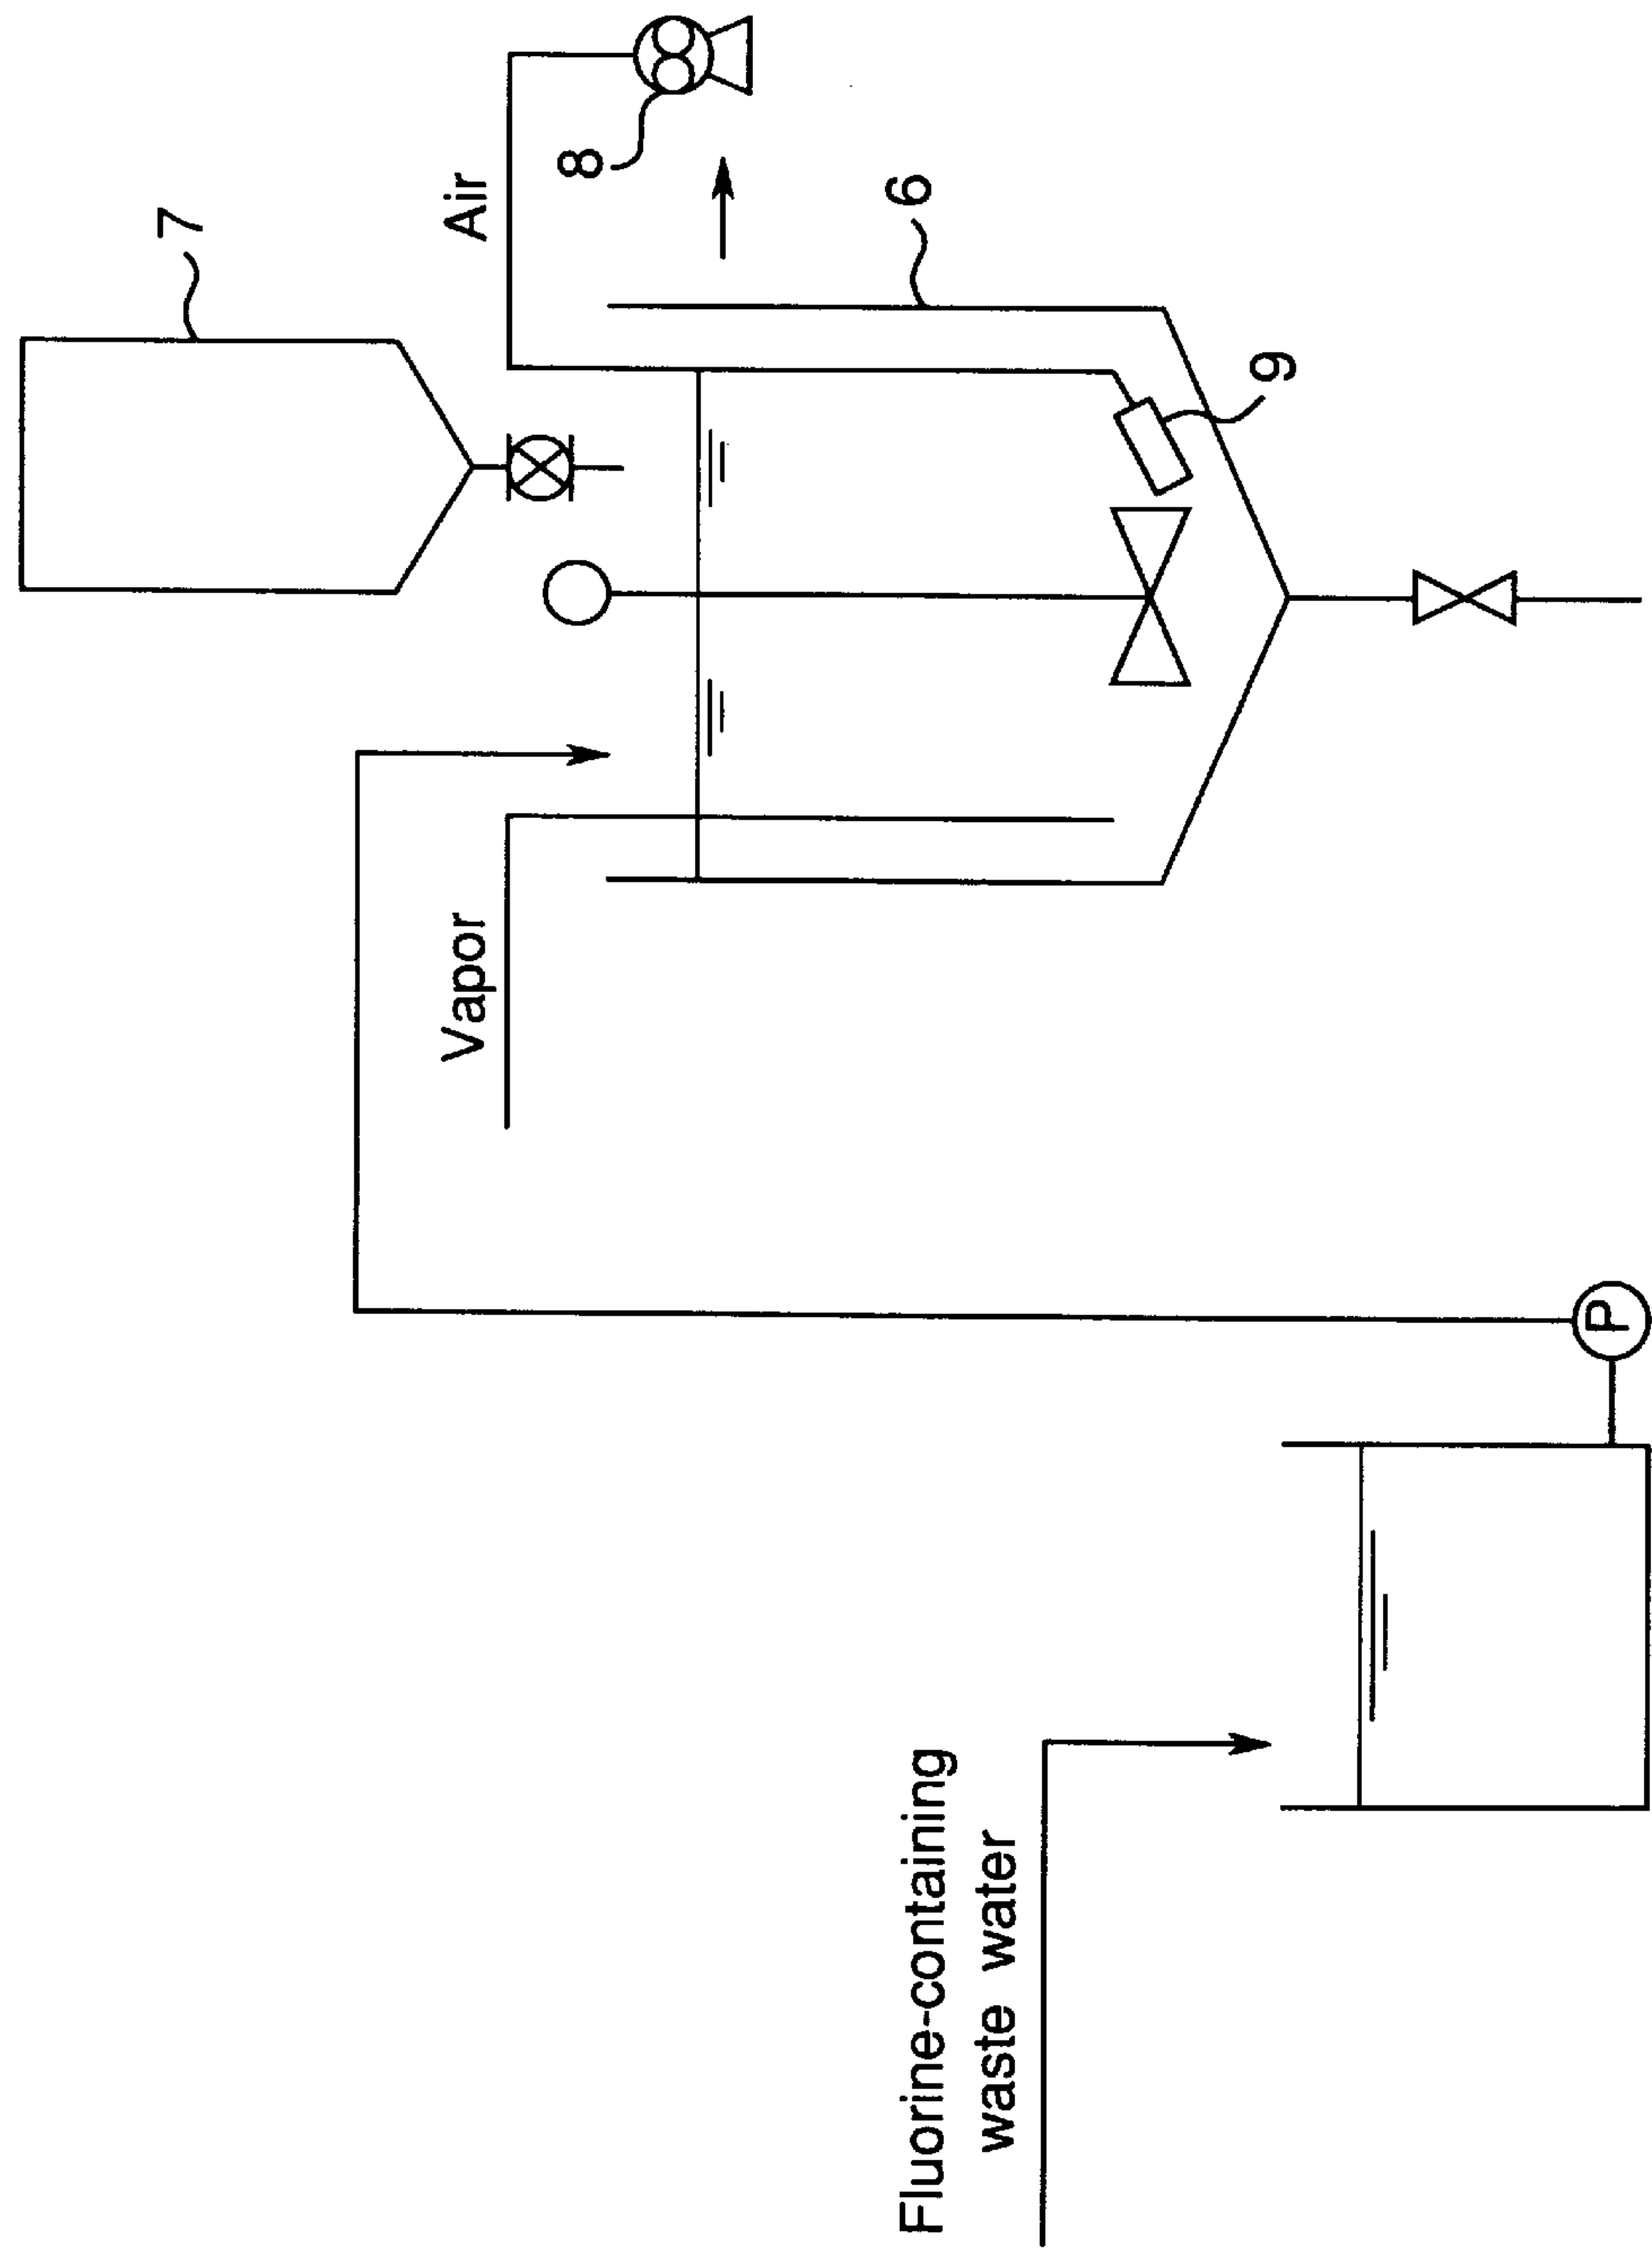 Fluorine-containing
waste water
P
Vapor
7
Air
8
6
9